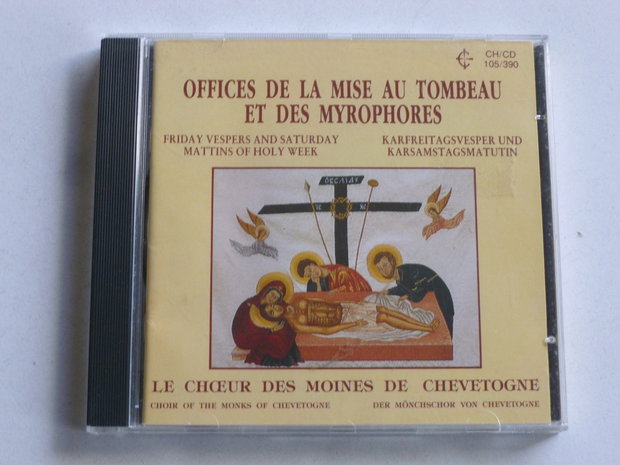 CH/CD
105/390
OFFICES DE LA MISE AU TOMBEAU
ET DES MYROPHORES
FRIDAY VESPERS AND SATURDAY
MATTINS OF HOLY WEEK
KARFREITAGSVESPER UND
KARSAMSTAGSMATUTIN
LE CHŒUR DES MOINES DE CHEVETOGNE
CHOIR OF THE MONKS OF CHEVETOGNE
DER MÖNCHSCHOR VON CHEVETOGNE